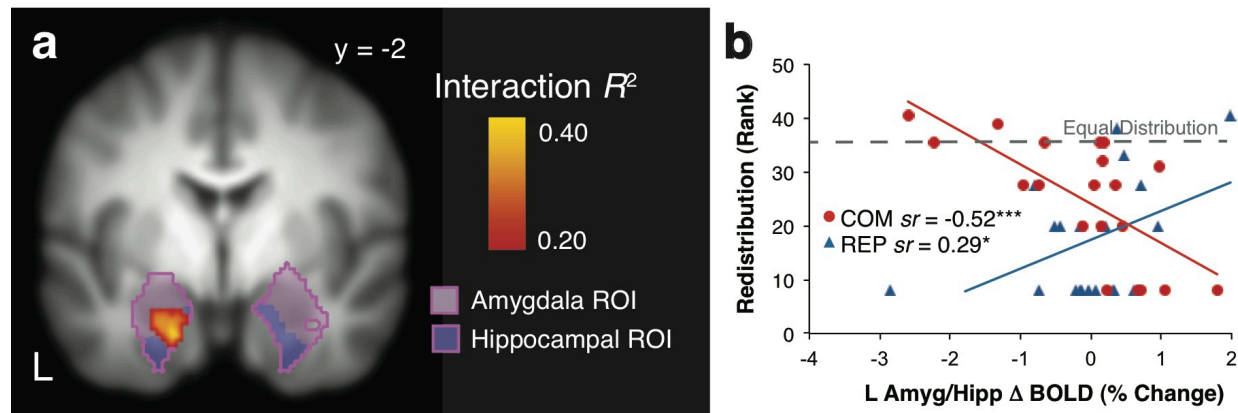 a
y = -2
Interaction R²
0.40
0.20
Amygdala ROI
Hippocampal ROI
L
b
50
40
30
20
10
0
Redistribution (Rank)
Equal Distribution
COM sr = -0.52***
REP sr = 0.29*
-4 -3 -2 -1 0 1 2
L Amyg/Hipp Δ BOLD (% Change)